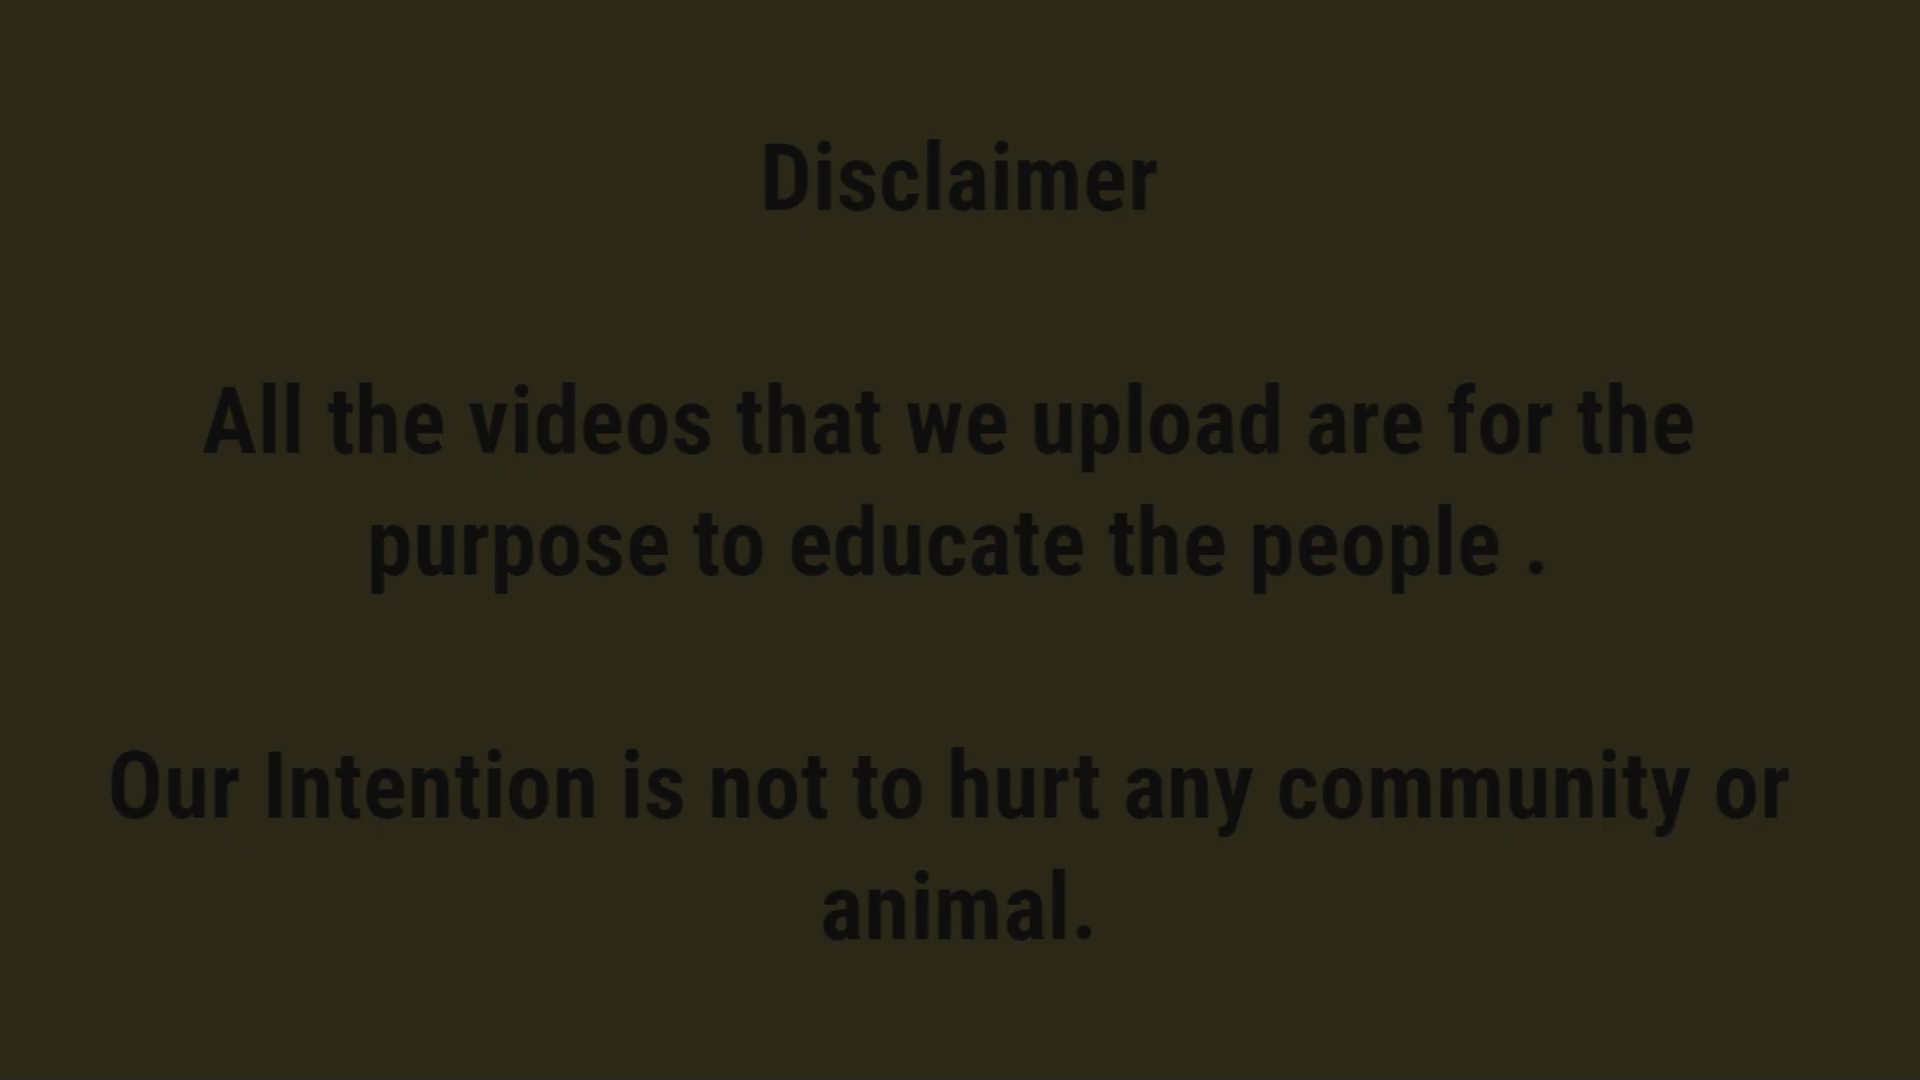 Disclaimer
All the videos that we upload are for the
purpose to educate the people .
Our Intention is not to hurt any community or
animal.